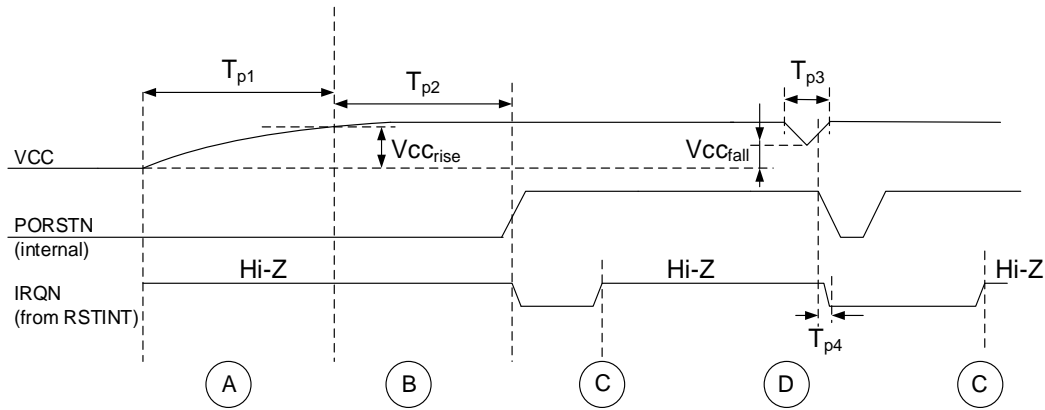 Tp1
Tp2
Tp3
VCC
Vccrise
Vccfall
PORSTN
(internal)
Hi-Z
Hi-Z
Hi-Z
IRQN
(from RSTINT)
Tp4
A
B
C
D
C